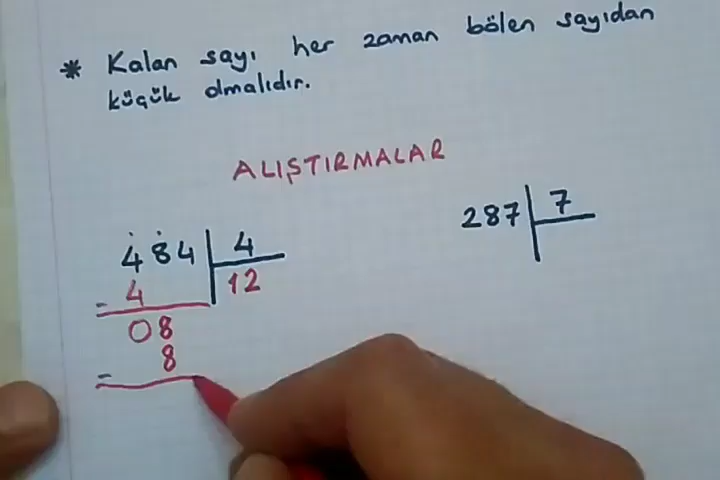 * Kalan sayı her zaman bölen sayıdan
küçük olmalıdır.
ALIŞTIRMALAR
484 4
12
- 4
08
- 8
287 7